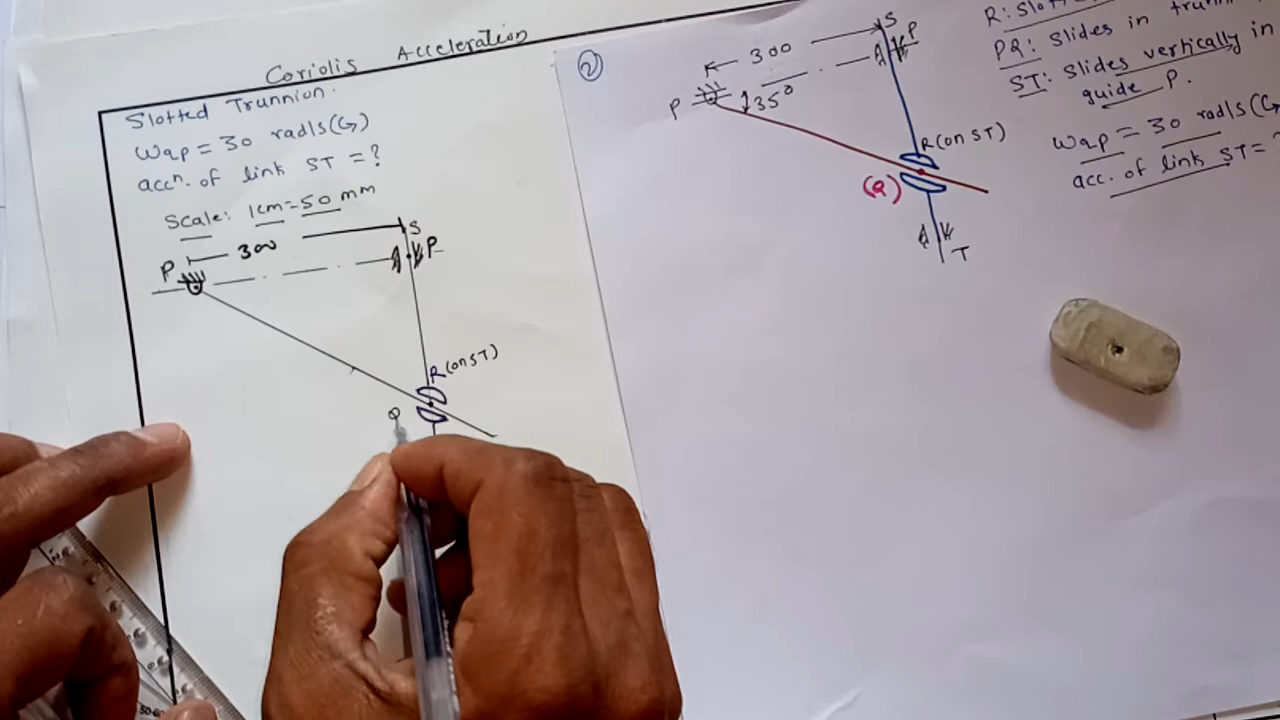 Coriolis Acceleration
Slotted Trunnion.
ωqp = 30 rad/s (↻)
accⁿ. of link ST = ?
Scale: 1cm=50 mm
300
S
P
P
R(on ST)
Q
2
300
S
P
P
35°
R(on ST)
(Q)
T
R: Slott
PQ: Slides in trunn
ST: Slides vertically in
guide P.
ωqp = 30 rad/s (
acc. of link ST = ?